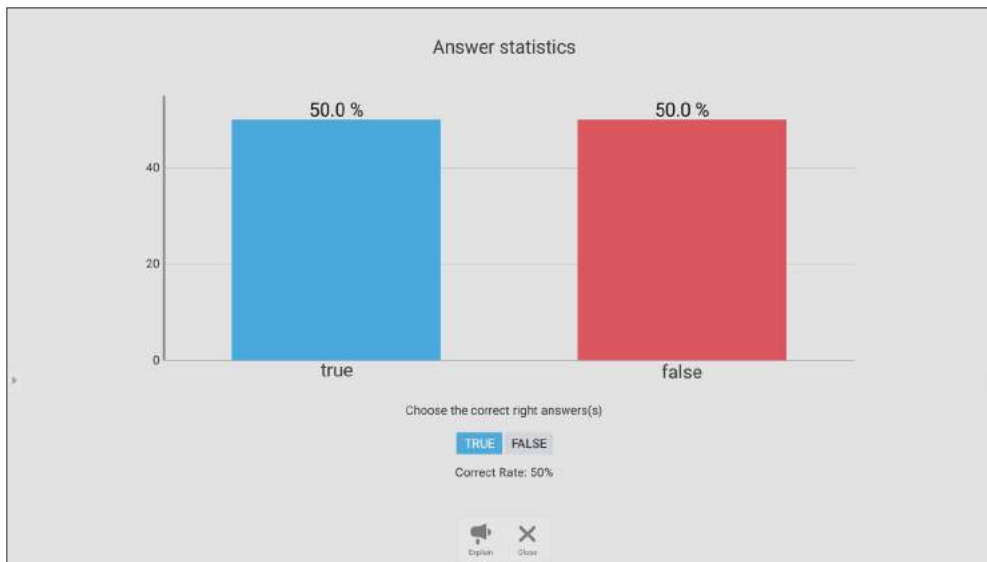 Answer statistics
50.0 % 50.0 %
40
20
0
true false
Choose the correct right answers(s)
TRUE FALSE
Correct Rate: 50%
Explain Close